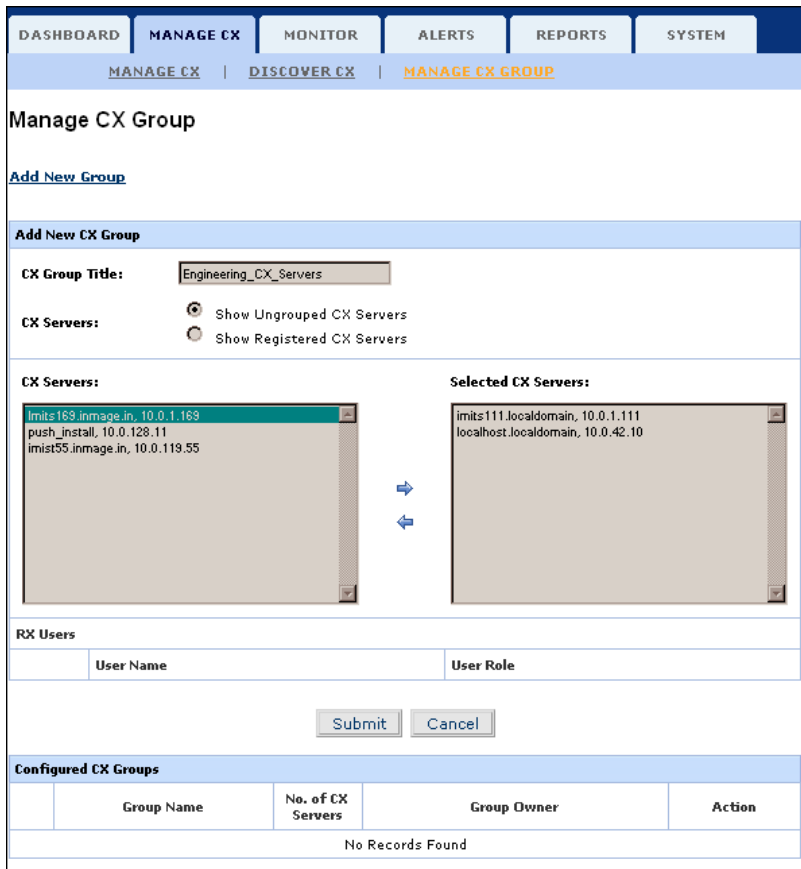 DASHBOARD MANAGE CX MONITOR ALERTS REPORTS SYSTEM
MANAGE CX | DISCOVER CX | MANAGE CX GROUP
Manage CX Group
Add New Group
Add New CX Group
CX Group Title: Engineering_CX_Servers
CX Servers:
Show Ungrouped CX Servers
Show Registered CX Servers
CX Servers:
Imits169.inmage.in, 10.0.1.169
push_install, 10.0.128.11
imist55.inmage.in, 10.0.119.55
Selected CX Servers:
imits111.localdomain, 10.0.1.111
localhost.localdomain, 10.0.42.10
RX Users
User Name User Role
Submit Cancel
Configured CX Groups
Group Name No. of CX Servers Group Owner Action
No Records Found